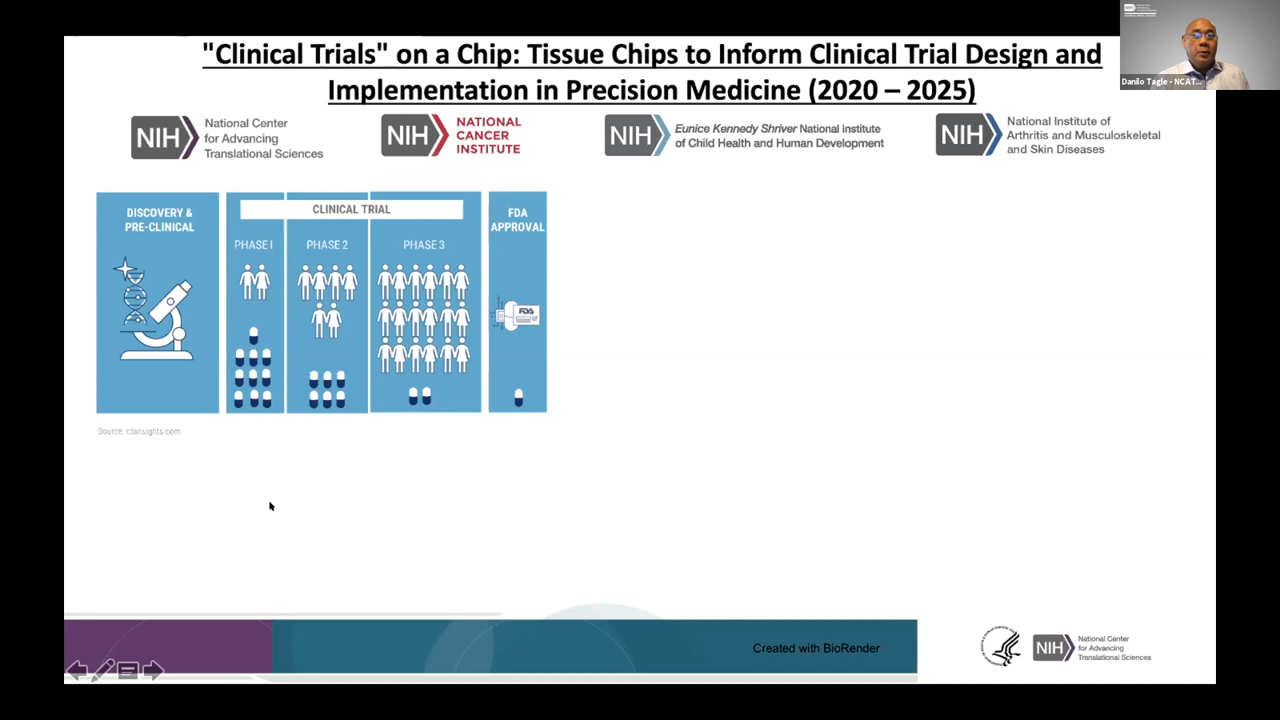 "Clinical Trials" on a Chip: Tissue Chips to Inform Clinical Trial Design and
Implementation in Precision Medicine (2020 – 2025)
NIH
National Center
for Advancing
Translational Sciences
NIH
NATIONAL
CANCER
INSTITUTE
NIH
Eunice Kennedy Shriver National Institute
of Child Health and Human Development
NIH
National Institute of
Arthritis and Musculoskeletal
and Skin Diseases
DISCOVERY &
PRE-CLINICAL
CLINICAL TRIAL
PHASE I
PHASE 2
PHASE 3
FDA
APPROVAL
FDA
Source: cbinsights.com
Created with BioRender
NIH
National Center
for Advancing
Translational Sciences
Danilo Tagle - NCAT...